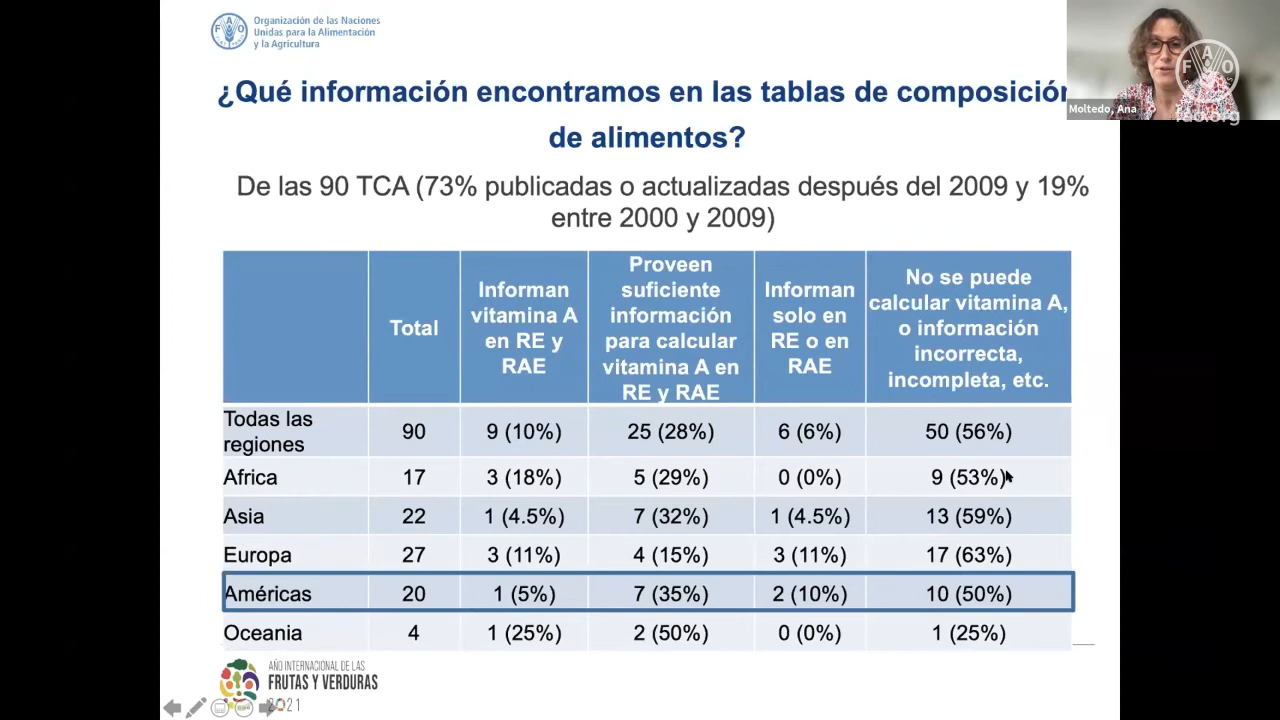 Organización de las Naciones
Unidas para la Alimentación
y la Agricultura
FAO
Moltedo, Ana
fao.org
¿Qué información encontramos en las tablas de composición
de alimentos?
De las 90 TCA (73% publicadas o actualizadas después del 2009 y 19%
entre 2000 y 2009)
Total
Informan
vitamina A
en RE y
RAE
Proveen
suficiente
información
para calcular
vitamina A en
RE y RAE
Informan
solo en
RE o en
RAE
No se puede
calcular vitamina A,
o información
incorrecta,
incompleta, etc.
Todas las
regiones
90 9 (10%) 25 (28%) 6 (6%) 50 (56%)
Africa 17 3 (18%) 5 (29%) 0 (0%) 9 (53%)
Asia 22 1 (4.5%) 7 (32%) 1 (4.5%) 13 (59%)
Europa 27 3 (11%) 4 (15%) 3 (11%) 17 (63%)
Américas 20 1 (5%) 7 (35%) 2 (10%) 10 (50%)
Oceania 4 1 (25%) 2 (50%) 0 (0%) 1 (25%)
AÑO INTERNACIONAL DE LAS
FRUTAS Y VERDURAS
2021